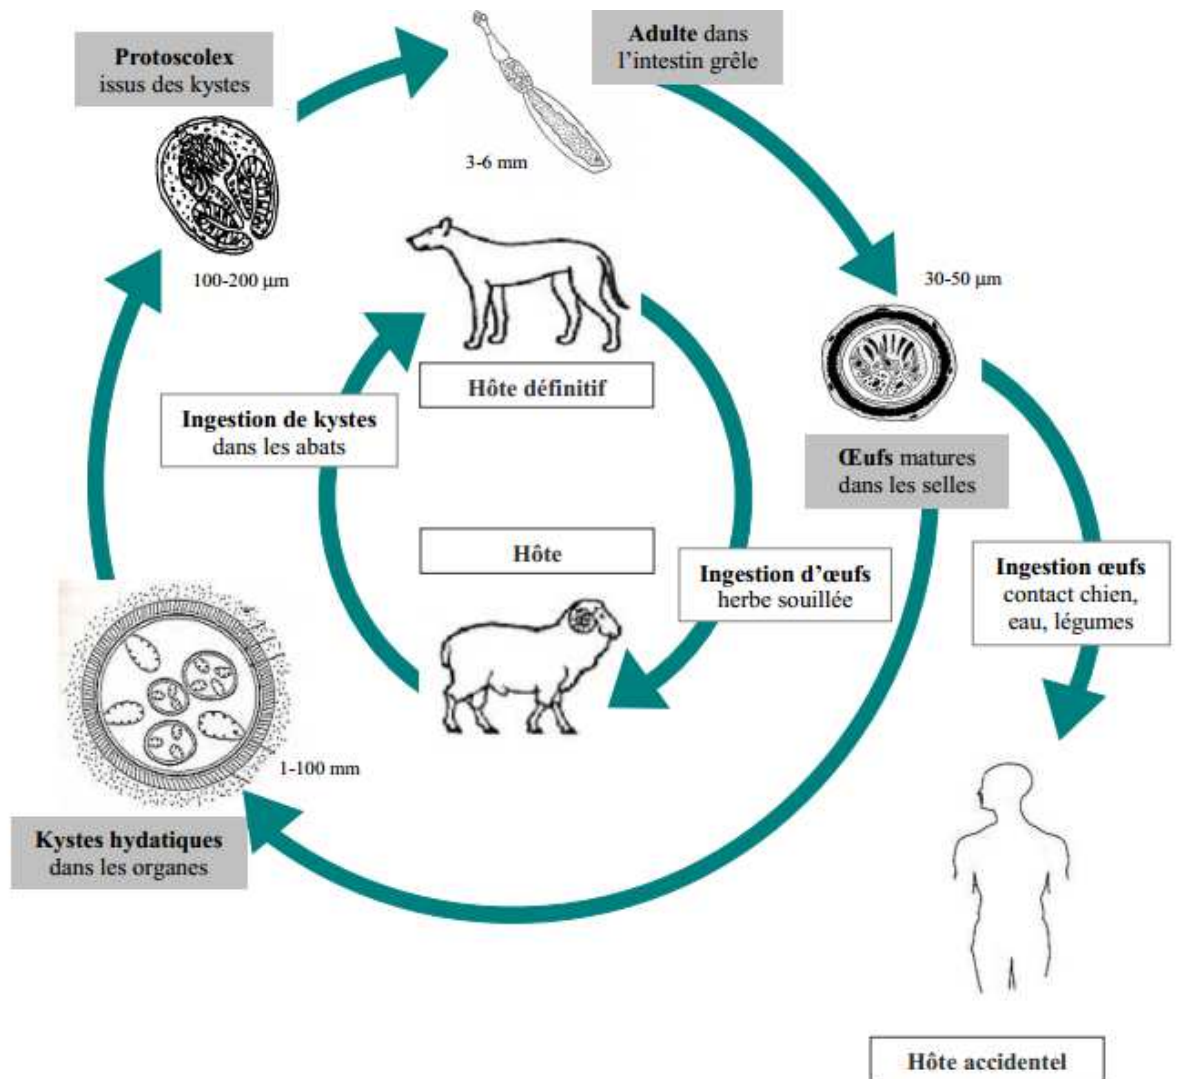 Protoscolex
issus des kystes
Adulte dans
l'intestin grêle
3-6 mm
100-200 μm
30-50 μm
Hôte définitif
Ingestion de kystes
dans les abats
Œufs matures
dans les selles
Hôte
Ingestion d'œufs
herbe souillée
Ingestion œufs
contact chien,
eau, légumes
1-100 mm
Kystes hydatiques
dans les organes
Hôte accidentel